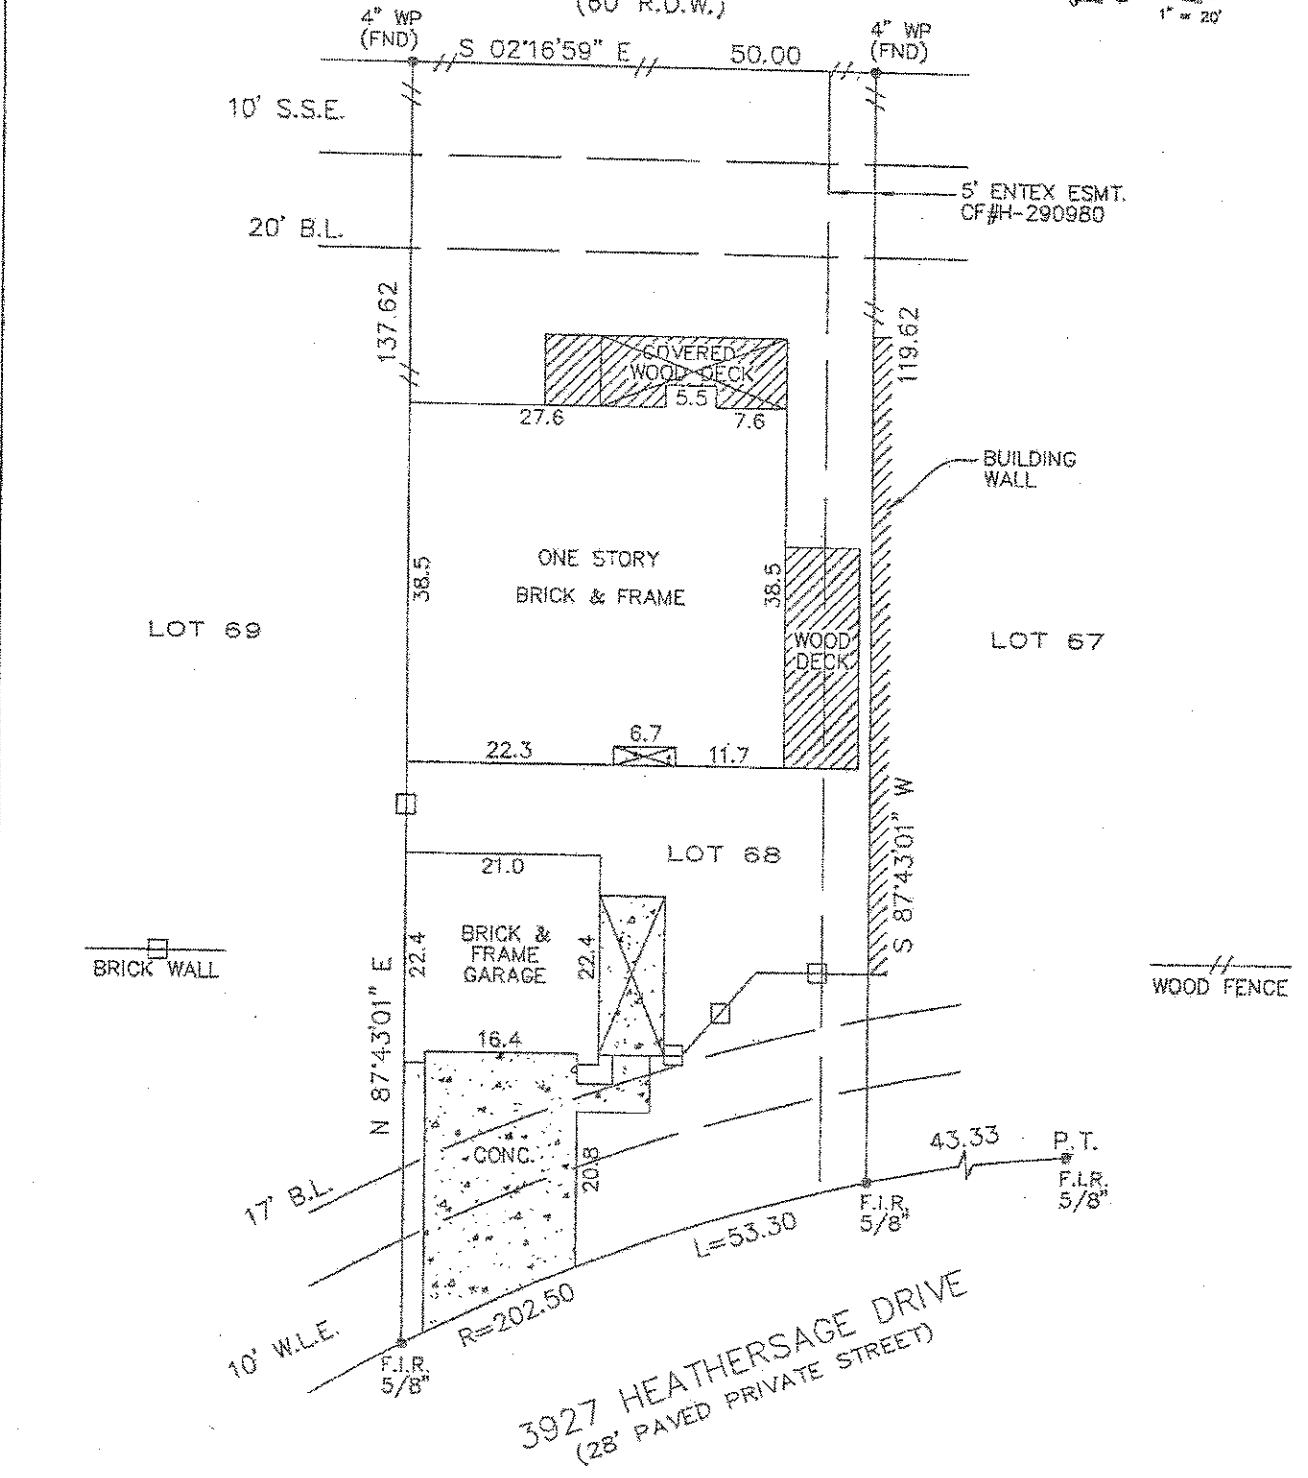 (60' R.O.W.)
1" = 20'
4" WP
(FND)
4" WP
(FND)
S 02°16'59" E
50.00
10' S.S.E.
5' ENTEX ESMT.
CF#H-290980
20' B.L.
137.62
119.62
COVERED
WOOD DECK
5.5
27.6
7.6
BUILDING
WALL
ONE STORY
BRICK & FRAME
38.5
38.5
LOT 69
LOT 67
WOOD
DECK
6.7
22.3
11.7
S 87°43'01" W
LOT 68
21.0
BRICK &
FRAME
GARAGE
22.4
22.4
BRICK WALL
WOOD FENCE
N 87°43'01" E
16.4
CONC.
20.8
43.33
P.T.
F.I.R.
5/8"
17' B.L.
F.I.R.
5/8"
L=53.30
R=202.50
10' W.L.E.
F.I.R.
5/8"
3927 HEATHERSAGE DRIVE
(28' PAVED PRIVATE STREET)